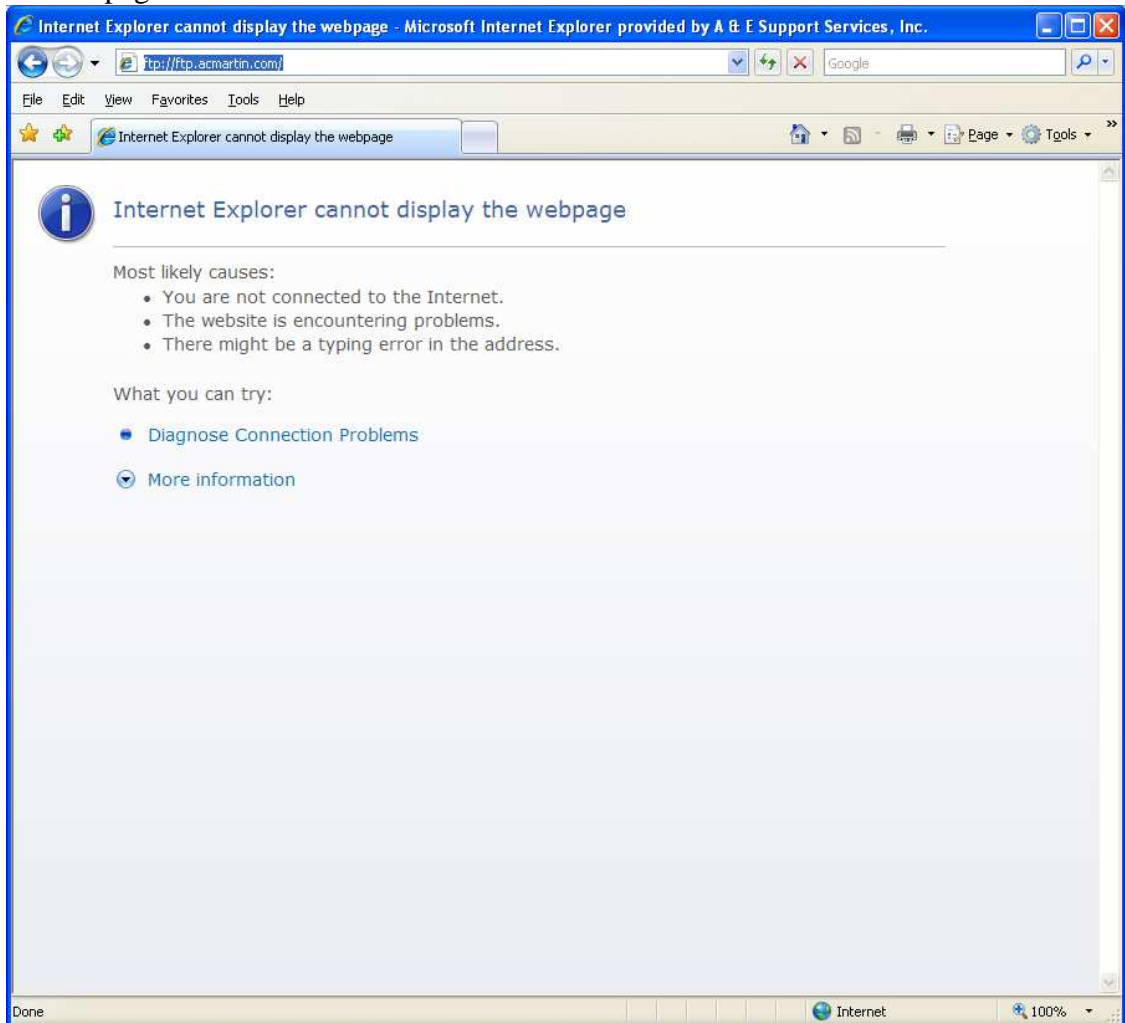 Internet Explorer cannot display the webpage - Microsoft Internet Explorer provided by A & E Support Services, Inc.
ftp://ftp.acmartin.com/
Google
File Edit View Favorites Tools Help
Internet Explorer cannot display the webpage
Page Tools »
Internet Explorer cannot display the webpage
Most likely causes:
• You are not connected to the Internet.
• The website is encountering problems.
• There might be a typing error in the address.
What you can try:
Diagnose Connection Problems
More information
Done Internet 100%